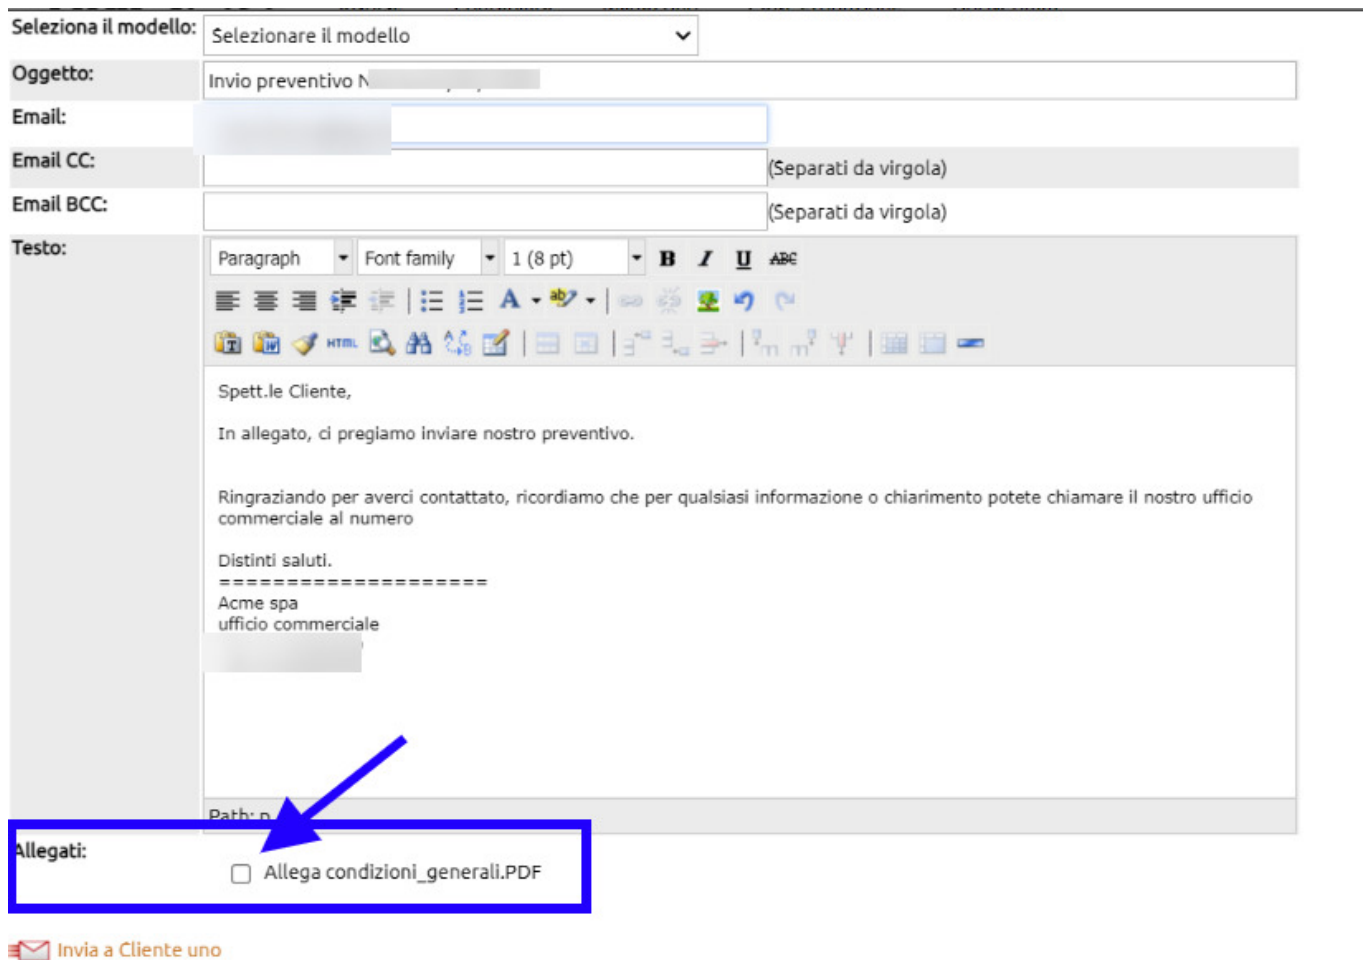 Seleziona il modello: Selezionare il modello
Oggetto: Invio preventivo N
Email:
Email CC: (Separati da virgola)
Email BCC: (Separati da virgola)
Testo: Paragraph Font family 1 (8 pt) B I U ABC
HTML
Spett.le Cliente,
In allegato, ci pregiamo inviare nostro preventivo.
Ringraziando per averci contattato, ricordiamo che per qualsiasi informazione o chiarimento potete chiamare il nostro ufficio
commerciale al numero
Distinti saluti.
====================
Acme spa
ufficio commerciale
Path: p
Allegati:
Allega condizioni_generali.PDF
Invia a Cliente uno